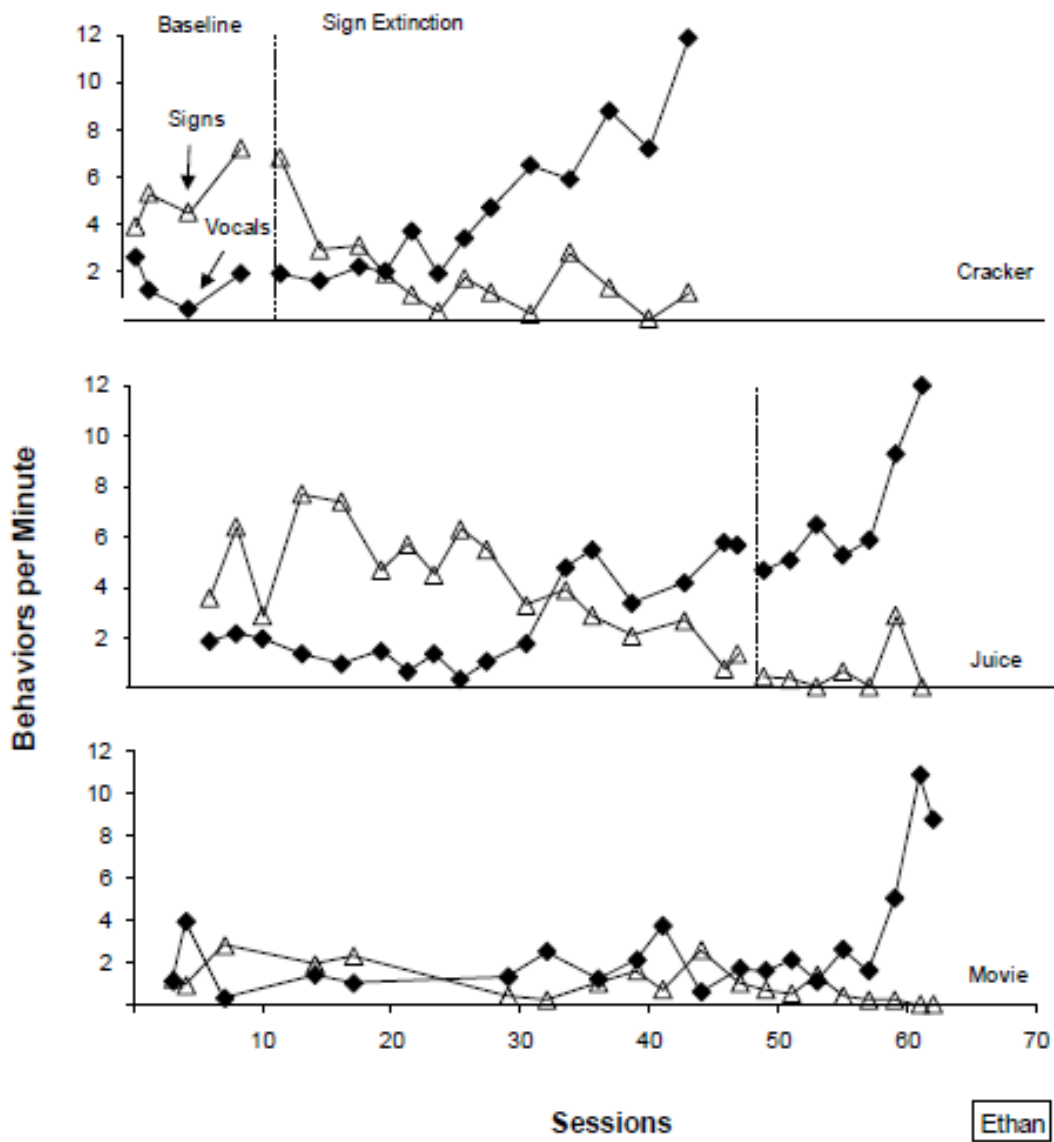 Baseline Sign Extinction
12
10
8
6
4
2
Signs
Vocals
Cracker
Behaviors per Minute
12
10
8
6
4
2
Juice
12
10
8
6
4
2
Movie
10 20 30 40 50 60 70
Sessions
Ethan